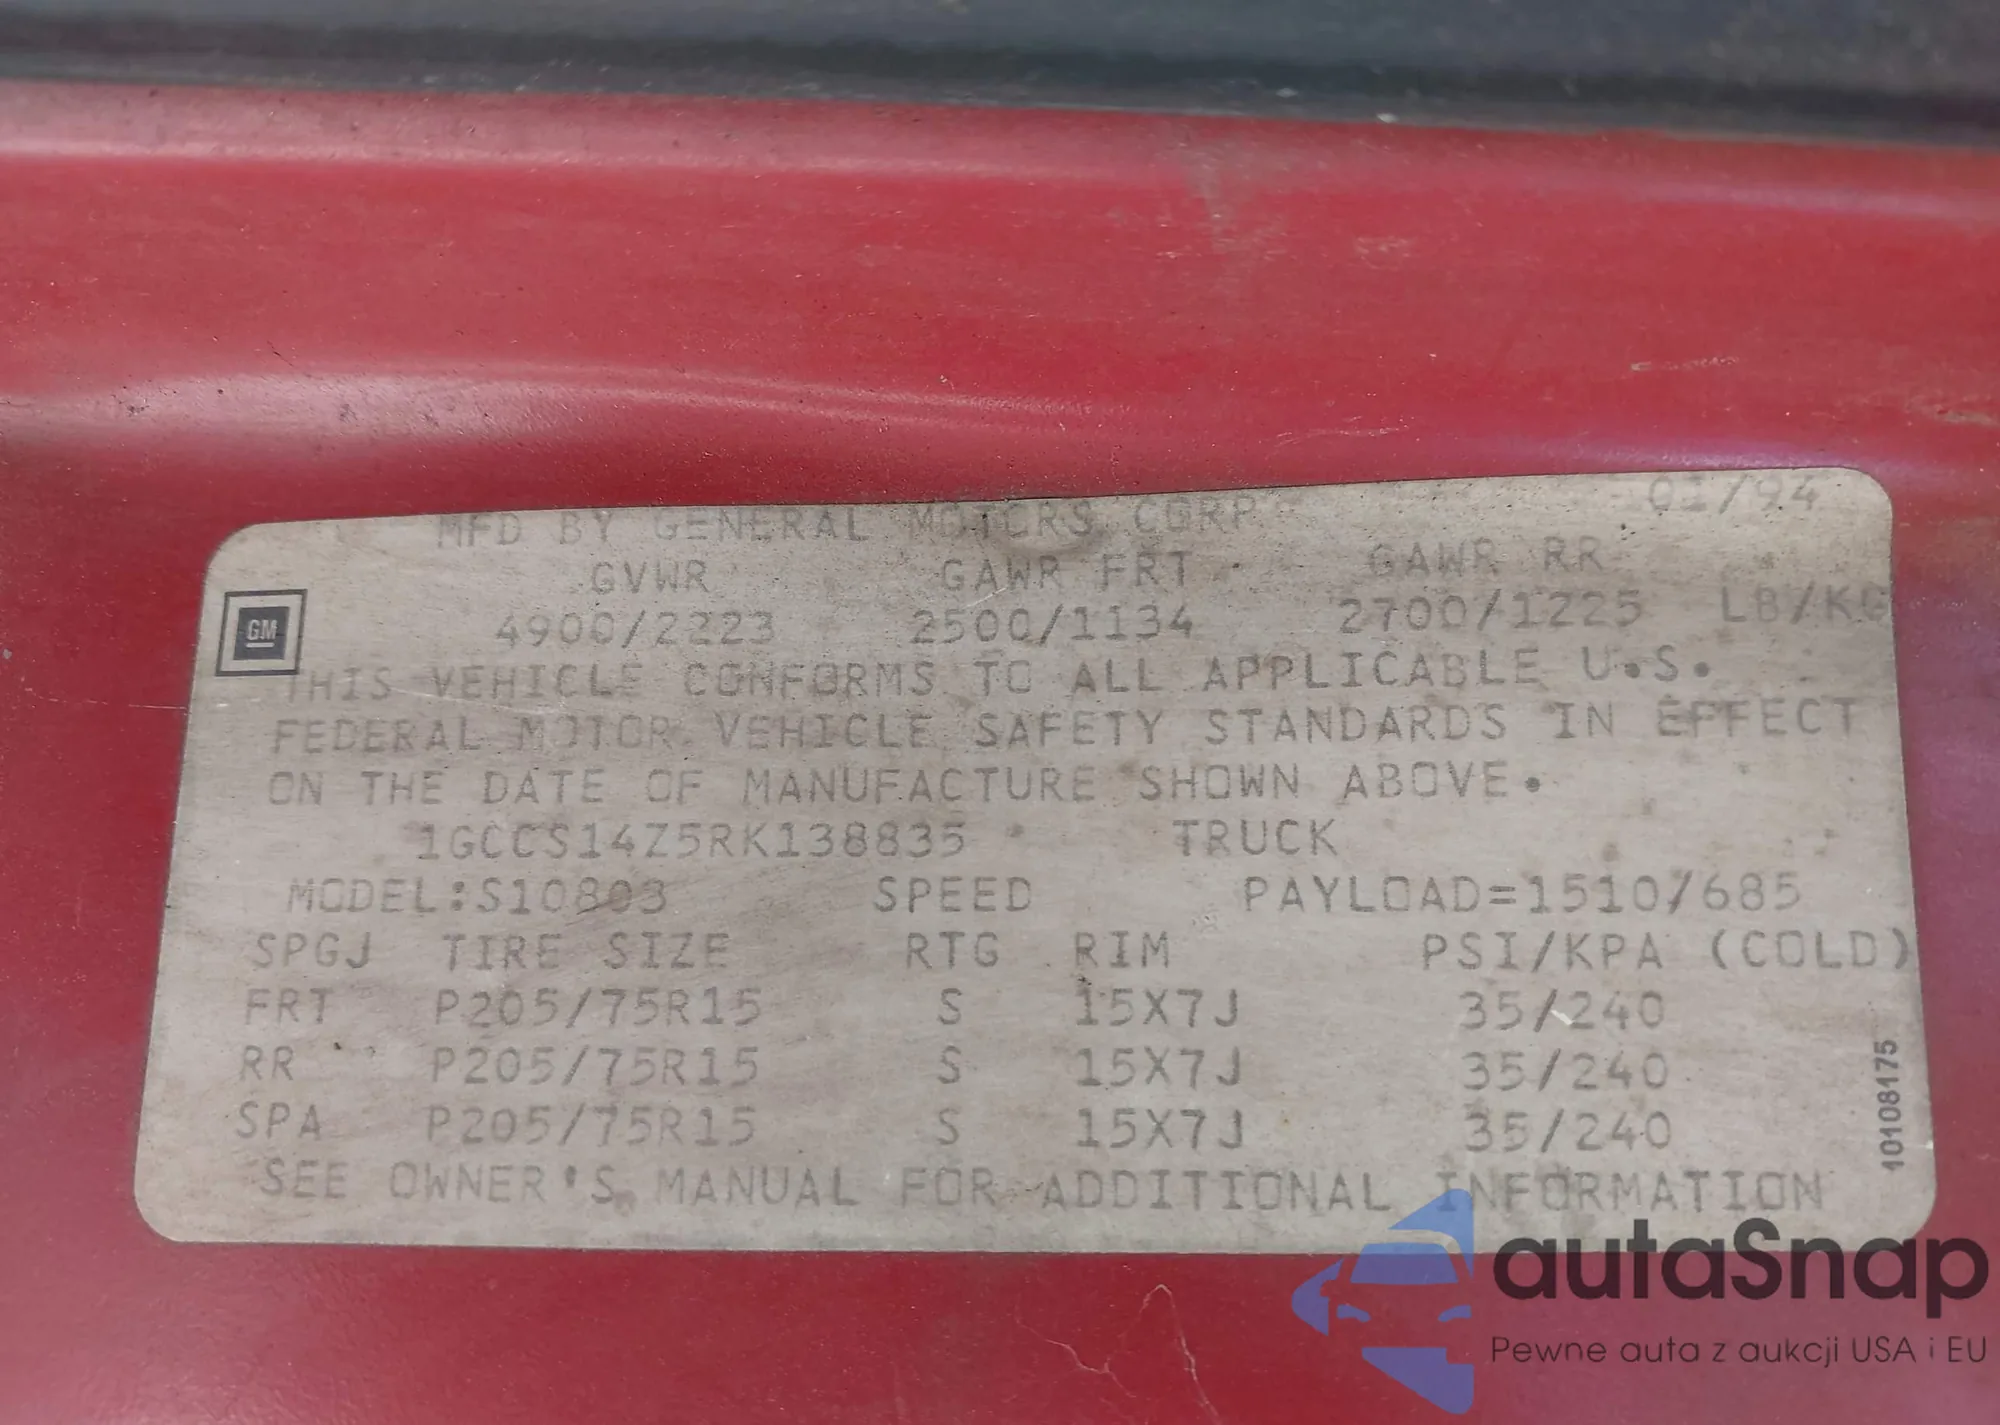 MFD BY GENERAL MOTORS CORP 01/94
GVWR GAWR FRT GAWR RR
4900/2223 2500/1134 2700/1225 LB/KG
GM
THIS VEHICLE CONFORMS TO ALL APPLICABLE U.S.
FEDERAL MOTOR VEHICLE SAFETY STANDARDS IN EFFECT
ON THE DATE OF MANUFACTURE SHOWN ABOVE.
1GCCS14Z5RK138835 TRUCK
MODEL:S10803 SPEED PAYLOAD=1510/685
SPGJ TIRE SIZE RTG RIM PSI/KPA (COLD)
FRT P205/75R15 S 15X7J 35/240
RR P205/75R15 S 15X7J 35/240
SPA P205/75R15 S 15X7J 35/240
SEE OWNER'S MANUAL FOR ADDITIONAL INFORMATION
10108175
autaSnap
Pewne auta z aukcji USA i EU